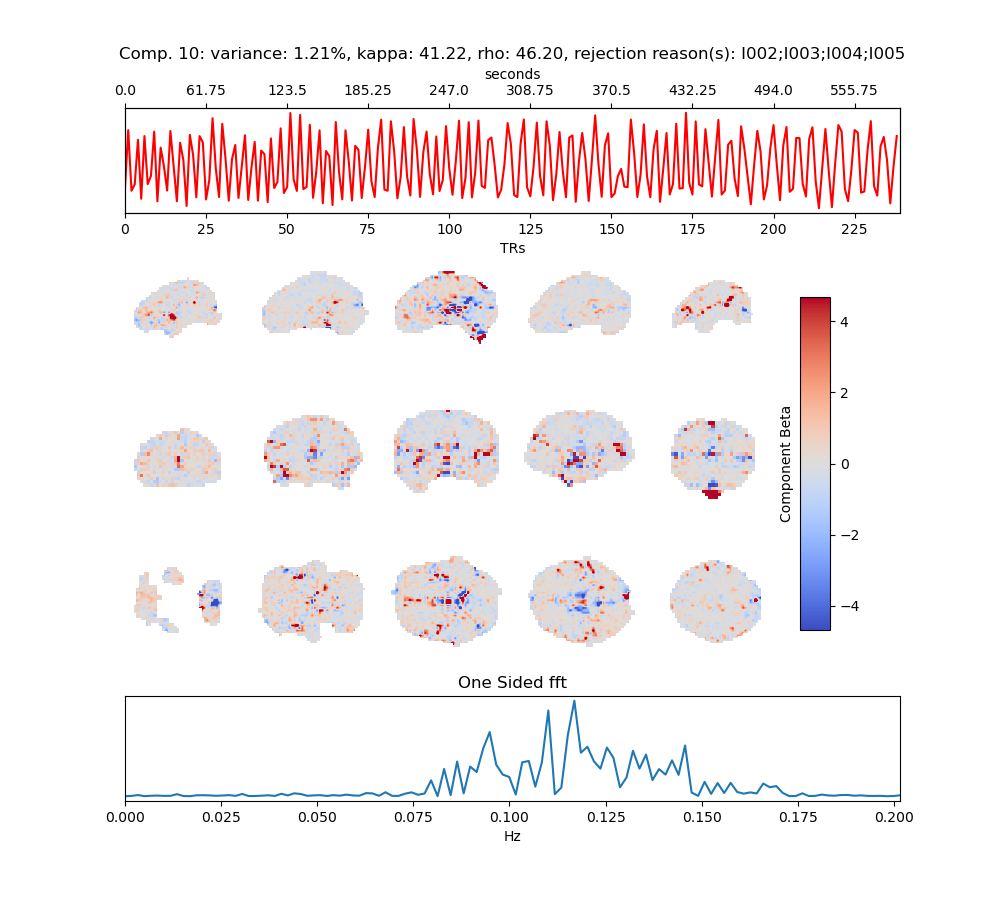 Comp. 10: variance: 1.21%, kappa: 41.22, rho: 46.20, rejection reason(s): I002;I003;I004;I005
seconds
0.0 61.75 123.5 185.25 247.0 308.75 370.5 432.25 494.0 555.75
0 25 50 75 100 125 150 175 200 225
TRs
4
2
0
−2
−4
Component Beta
One Sided fft
0.000 0.025 0.050 0.075 0.100 0.125 0.150 0.175 0.200
Hz